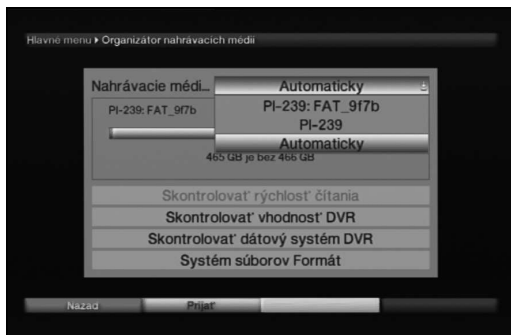 Hlavné menu ▸ Organizátor nahrávacích médií
Nahrávacie médi... Automaticky
PI-239: FAT_9f7b
PI-239: FAT_9f7b
PI-239
Automaticky
465 GB je bez 466 GB
Skontrolovať rýchlosť čítania
Skontrolovať vhodnosť DVR
Skontrolovať dátový systém DVR
Systém súborov Formát
Nazad Prijať